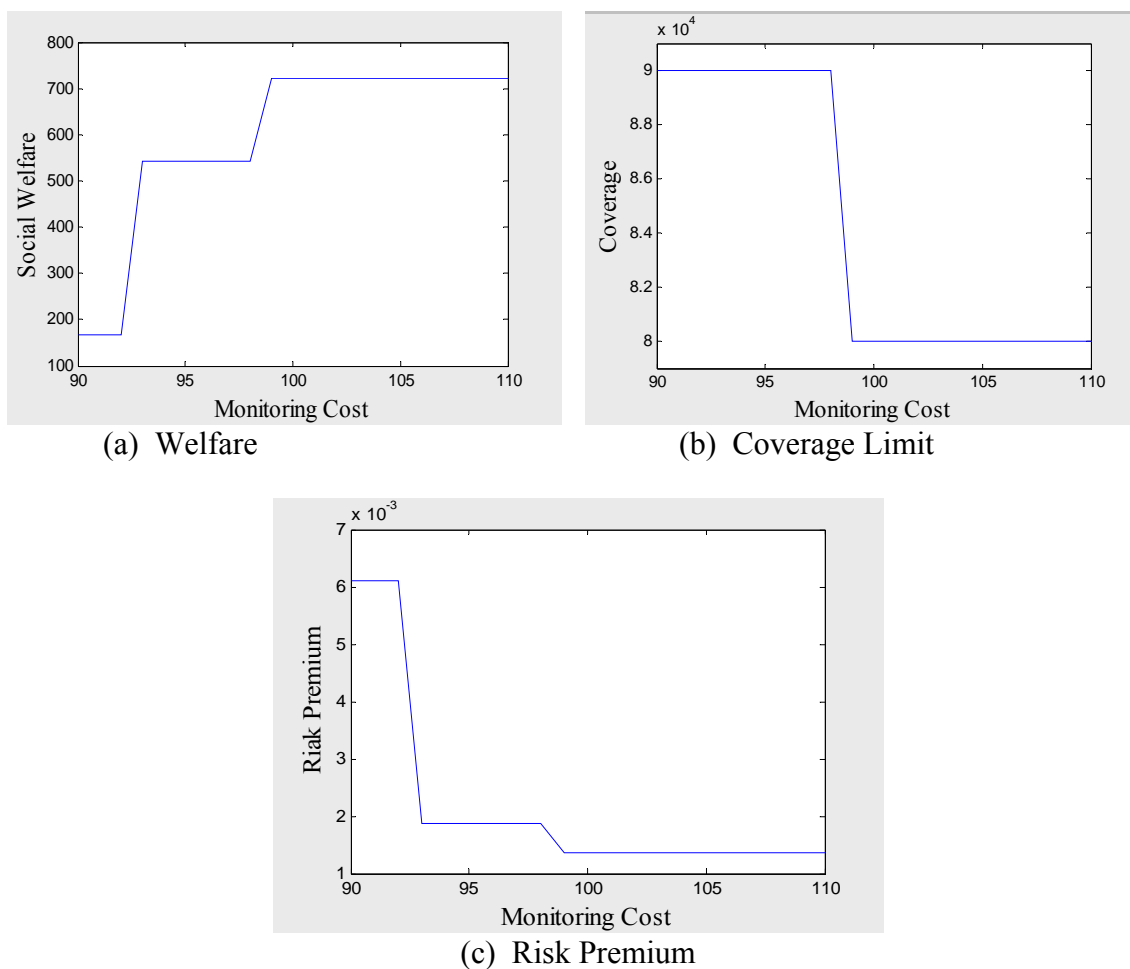 800
700
600
500
400
300
200
100
Social Welfare
90 95 100 105 110
Monitoring Cost
(a) Welfare
x 10^4
9
8.8
8.6
8.4
8.2
8
Coverage
90 95 100 105 110
Monitoring Cost
(b) Coverage Limit
x 10^-3
7
6
5
4
3
2
1
Riak Premium
90 95 100 105 110
Monitoring Cost
(c) Risk Premium